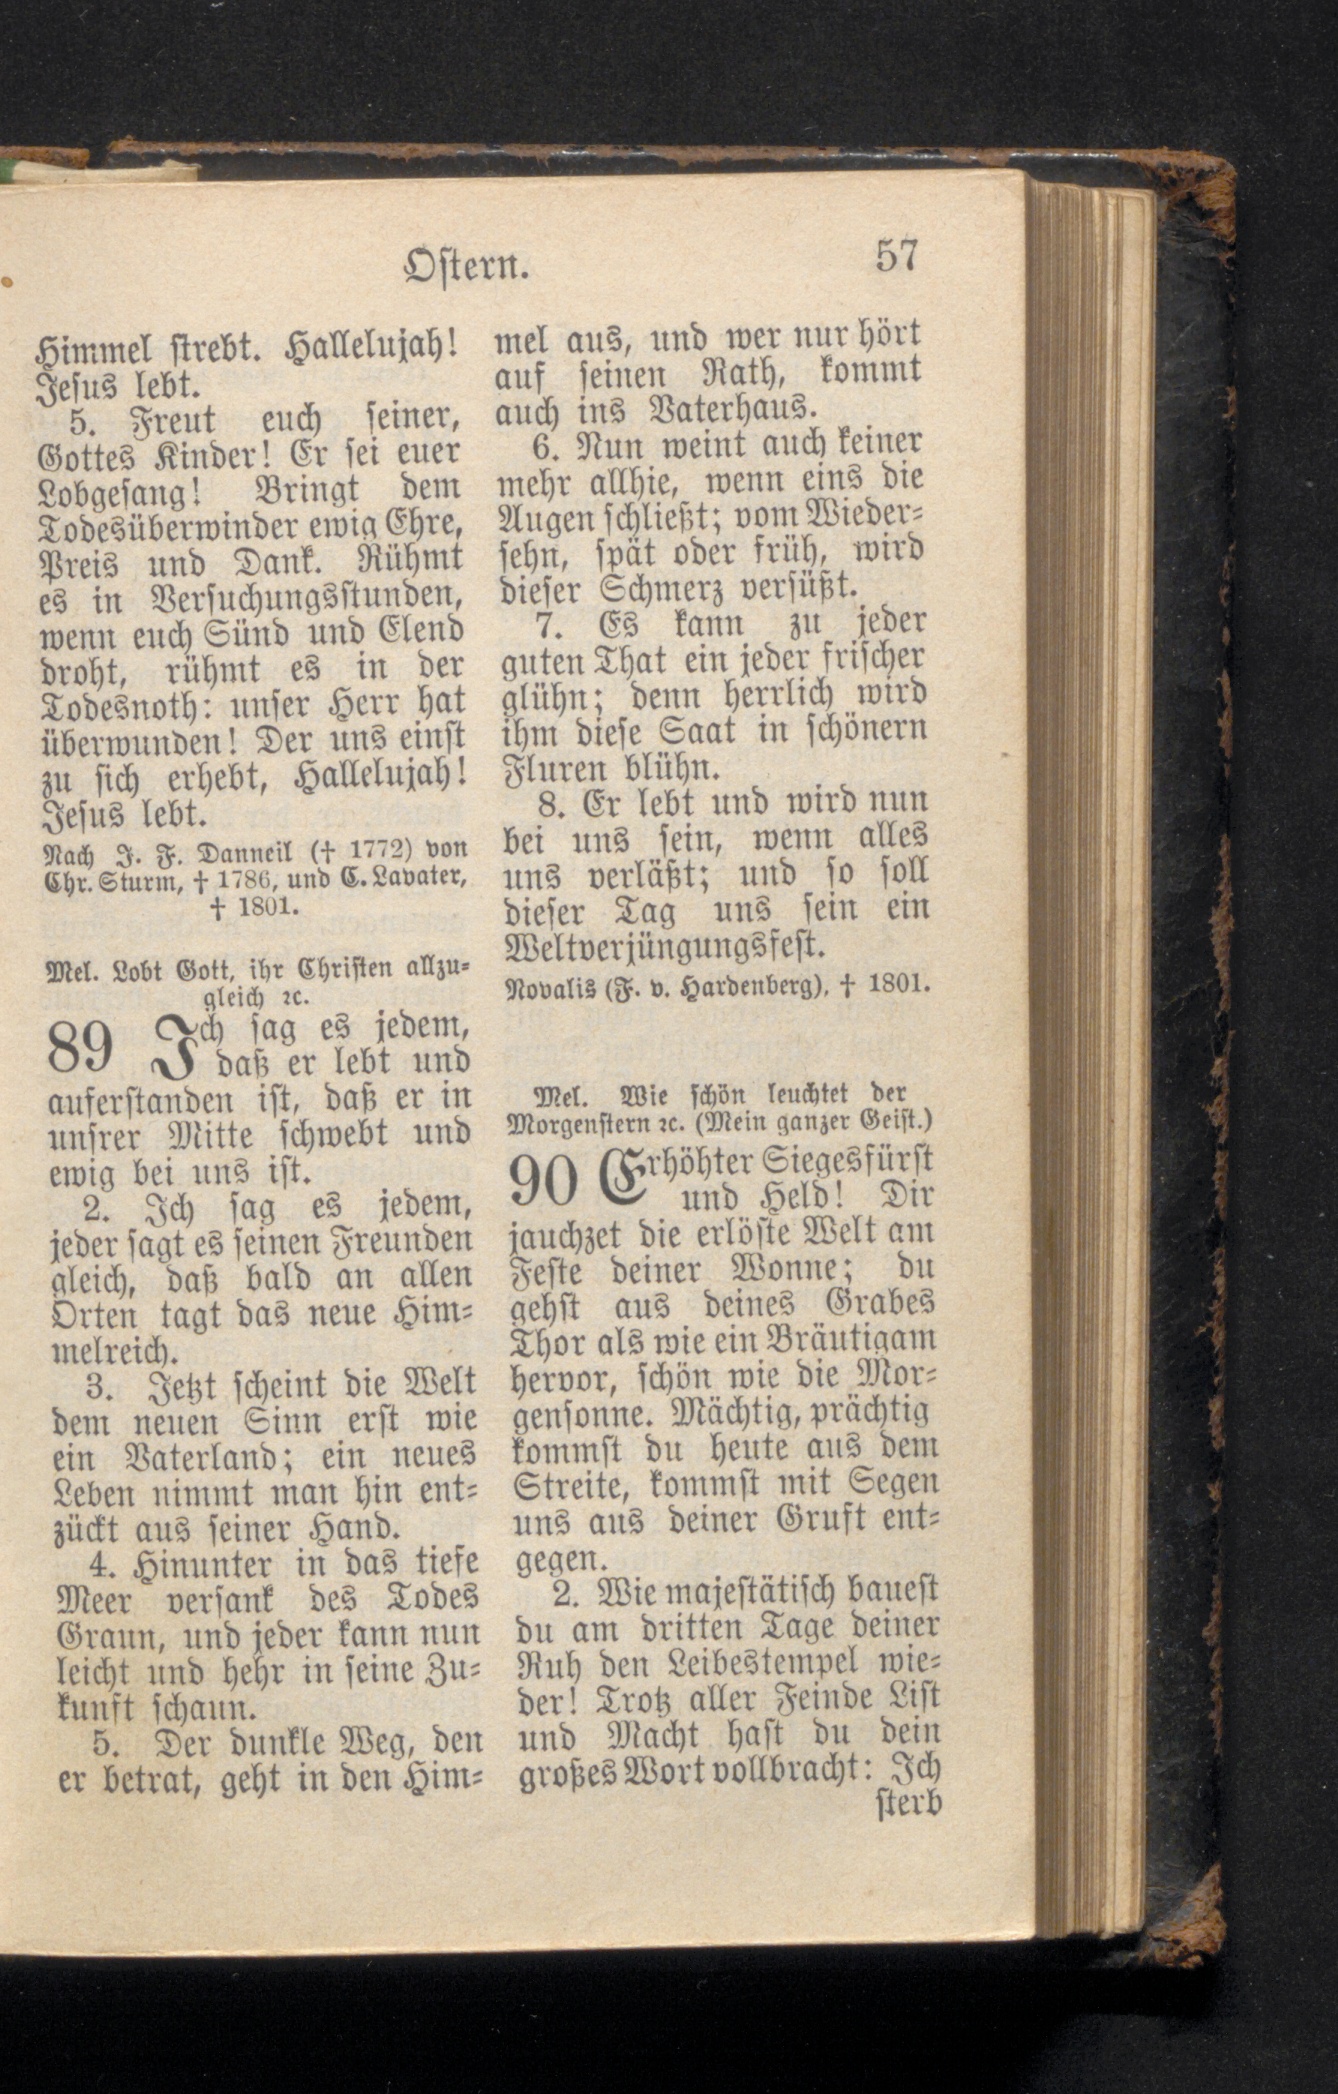 Ostern.
57
Himmel strebt. Hallelujah!
Jesus lebt.
5. Freut euch seiner,
Gottes Kinder! Er sei euer
Lobgesang! Bringt dem
Todesüberwinder ewig Ehre,
Preis und Dank. Rühmt
es in Versuchungsstunden,
wenn euch Sünd und Elend
droht, rühmt es in der
Todesnoth: unser Herr hat
überwunden! Der uns einst
zu sich erhebt, Hallelujah!
Jesus lebt.
Nach J. F. Danneil († 1772) von
Chr. Sturm, † 1786, und C. Lavater,
† 1801.
Mel. Lobt Gott, ihr Christen allzu-
gleich ꝛc.
89 Ich sag es jedem,
daß er lebt und
auferstanden ist, daß er in
unsrer Mitte schwebt und
ewig bei uns ist.
2. Ich sag es jedem,
jeder sagt es seinen Freunden
gleich, daß bald an allen
Orten tagt das neue Him-
melreich.
3. Jetzt scheint die Welt
dem neuen Sinn erst wie
ein Vaterland; ein neues
Leben nimmt man hin ent-
zückt aus seiner Hand.
4. Hinunter in das tiefe
Meer versank des Todes
Graun, und jeder kann nun
leicht und hehr in seine Zu-
kunft schaun.
5. Der dunkle Weg, den
er betrat, geht in den Him-
mel aus, und wer nur hört
auf seinen Rath, kommt
auch ins Vaterhaus.
6. Nun weint auch keiner
mehr allhie, wenn eins die
Augen schließt; vom Wieder-
sehn, spät oder früh, wird
dieser Schmerz versüßt.
7. Es kann zu jeder
guten That ein jeder frischer
glühn; denn herrlich wird
ihm diese Saat in schönern
Fluren blühn.
8. Er lebt und wird nun
bei uns sein, wenn alles
uns verläßt; und so soll
dieser Tag uns sein ein
Weltverjüngungsfest.
Novalis (F. v. Hardenberg), † 1801.
Mel. Wie schön leuchtet der
Morgenstern ꝛc. (Mein ganzer Geist.)
90 Erhöhter Siegesfürst
und Held! Dir
jauchzet die erlöste Welt am
Feste deiner Wonne; du
gehst aus deines Grabes
Thor als wie ein Bräutigam
hervor, schön wie die Mor-
gensonne. Mächtig, prächtig
kommst du heute aus dem
Streite, kommst mit Segen
uns aus deiner Gruft ent-
gegen.
2. Wie majestätisch bauest
du am dritten Tage deiner
Ruh den Leibestempel wie-
der! Trotz aller Feinde List
und Macht hast du dein
großes Wort vollbracht: Ich
sterb